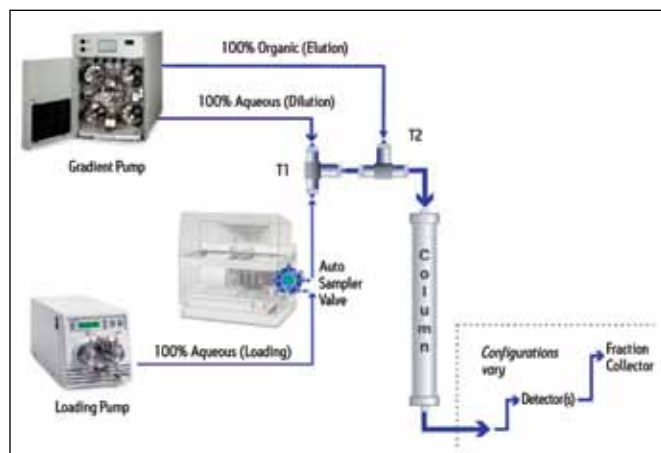 100% Organic (Elution)
100% Aqueous (Dilution)
T2
Gradient Pump
T1
Auto
Sampler
Valve
Column
100% Aqueous (Loading)
Loading Pump
Configurations
vary
Fraction
Collector
Detector(s)